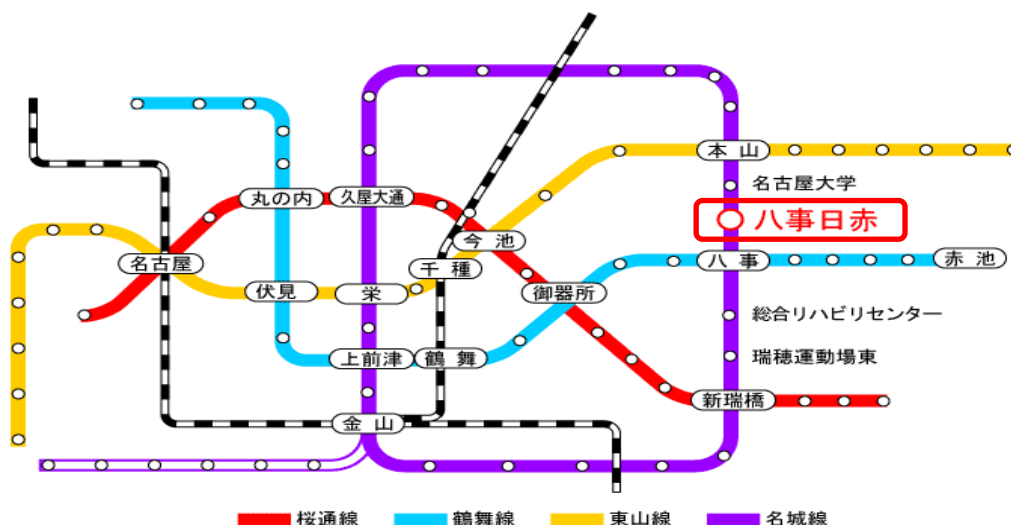 本山
名古屋大学
丸の内
久屋大通
八事日赤
今池
名古屋
千種
八事
赤池
伏見
栄
御器所
総合リハビリセンター
上前津
鶴舞
瑞穂運動場東
新瑞橋
金山
桜通線
鶴舞線
東山線
名城線